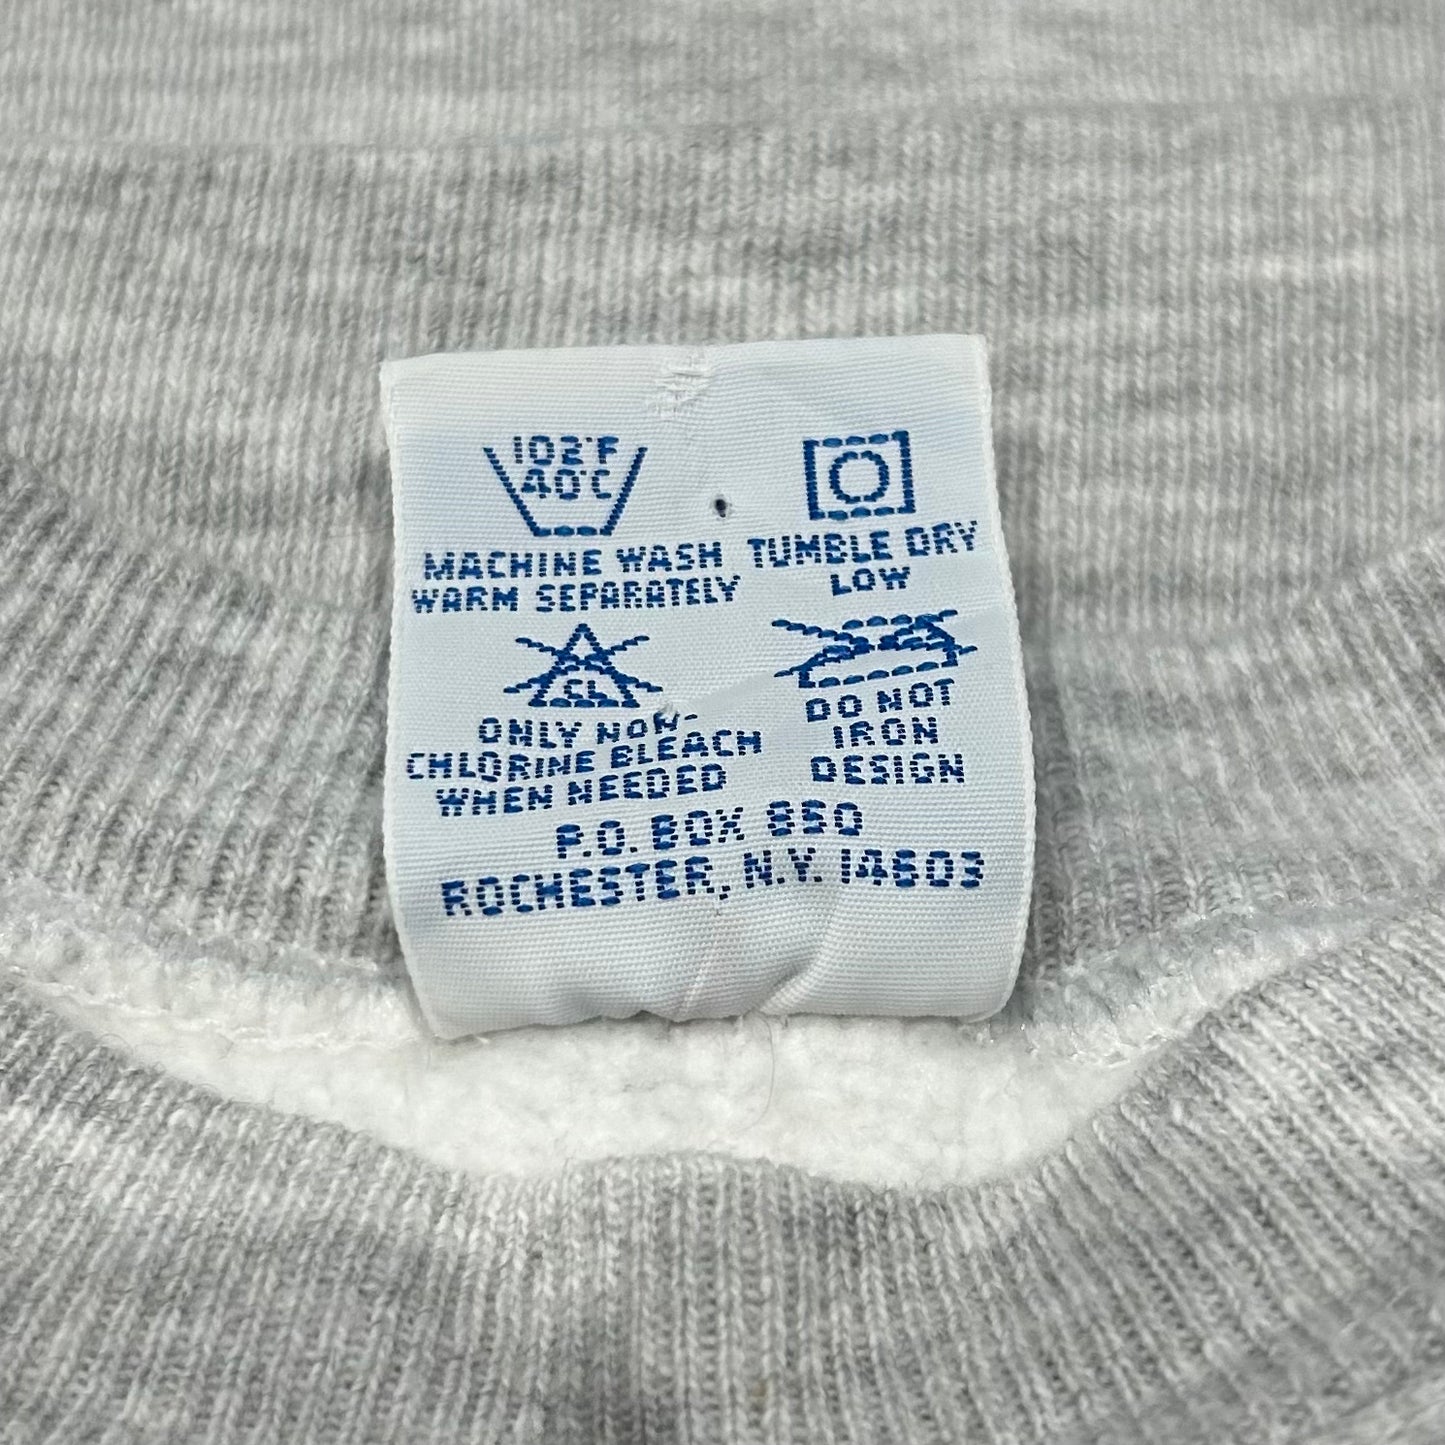 102°F
40°C
MACHINE WASH
WARM SEPARATELY
TUMBLE DRY
LOW
CL
ONLY NON-
CHLORINE BLEACH
WHEN NEEDED
DO NOT
IRON
DESIGN
P.O. BOX 850
ROCHESTER, N.Y. 14603